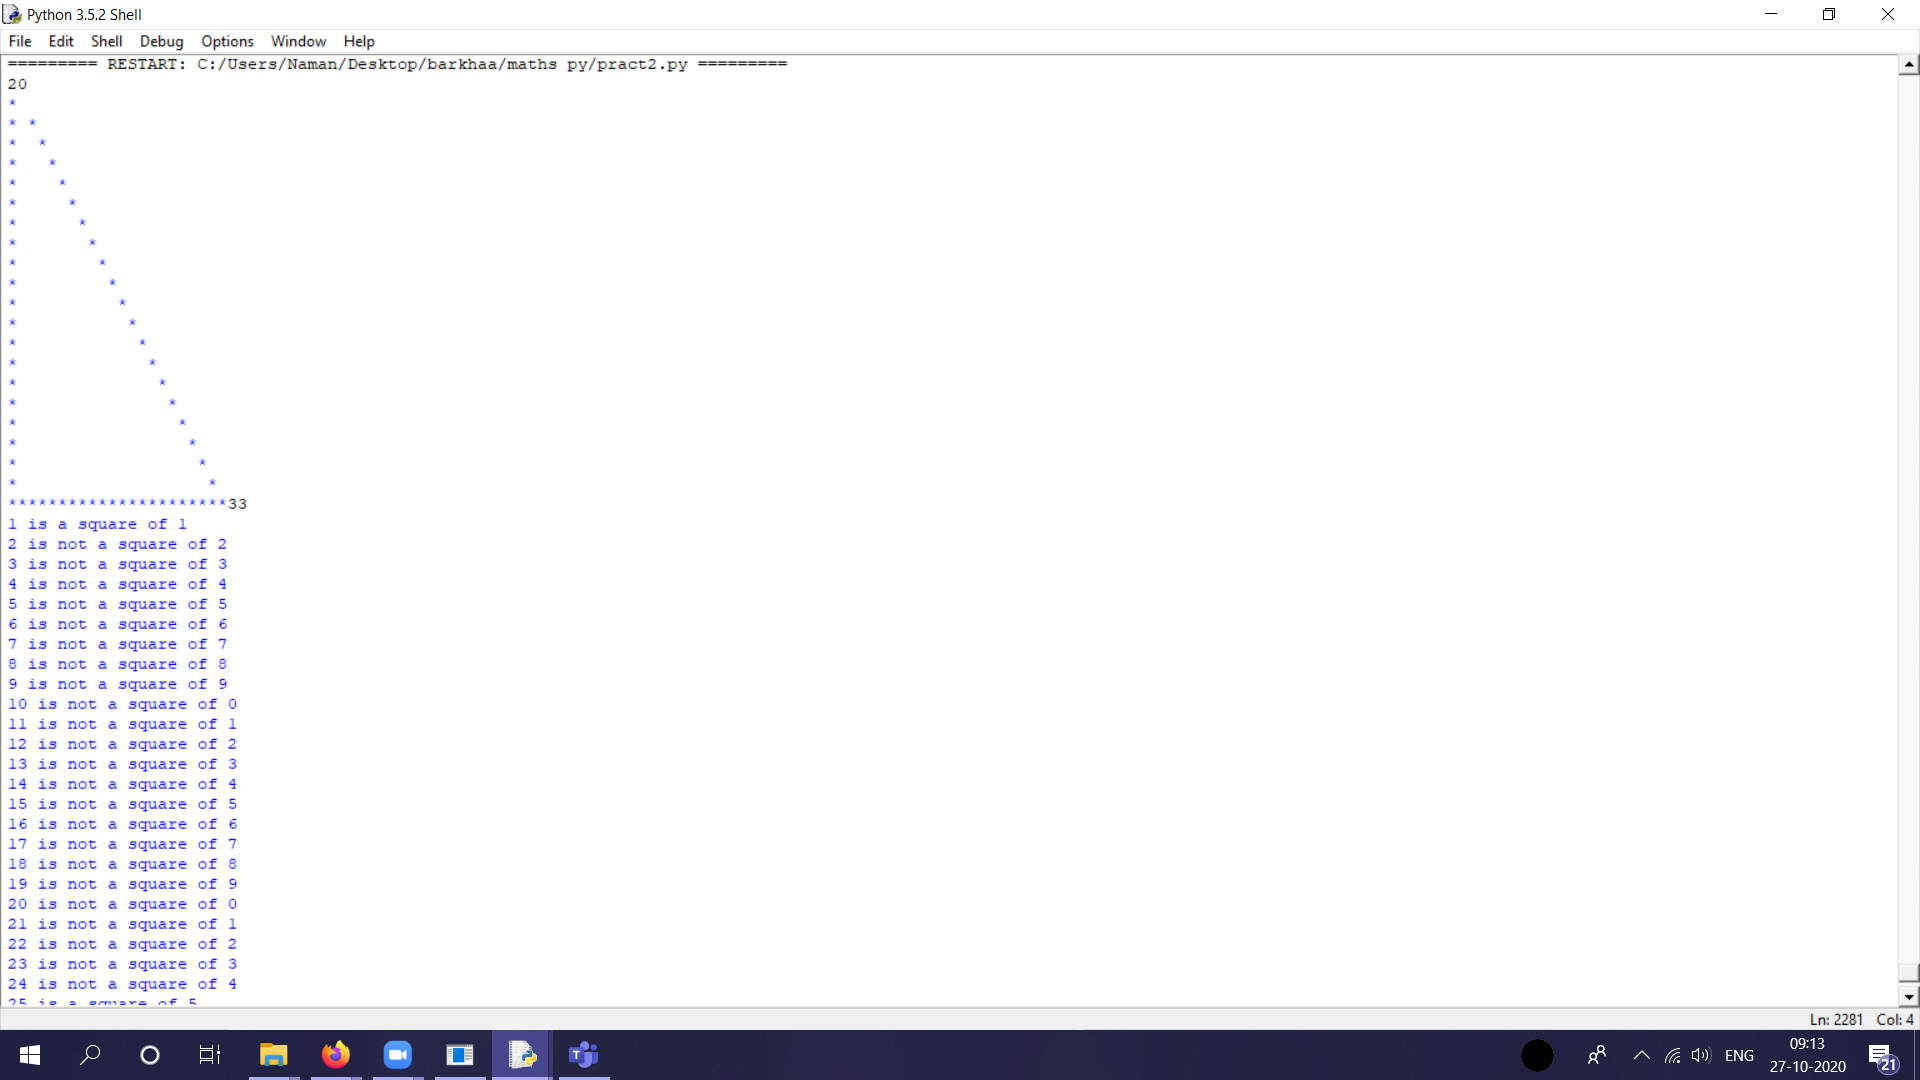 Python 3.5.2 Shell
File Edit Shell Debug Options Window Help
========= RESTART: C:/Users/Naman/Desktop/barkhaa/maths py/pract2.py =========
20
*
* *
*  *
*   *
*    *
*     *
*      *
*       *
*        *
*         *
*          *
*           *
*            *
*             *
*              *
*               *
*                *
*                 *
*                  *
*                   *
**********************33
1 is a square of 1
2 is not a square of 2
3 is not a square of 3
4 is not a square of 4
5 is not a square of 5
6 is not a square of 6
7 is not a square of 7
8 is not a square of 8
9 is not a square of 9
10 is not a square of 0
11 is not a square of 1
12 is not a square of 2
13 is not a square of 3
14 is not a square of 4
15 is not a square of 5
16 is not a square of 6
17 is not a square of 7
18 is not a square of 8
19 is not a square of 9
20 is not a square of 0
21 is not a square of 1
22 is not a square of 2
23 is not a square of 3
24 is not a square of 4
25 is a square of 5
Ln: 2281 Col: 4
ENG
09:13
27-10-2020
21